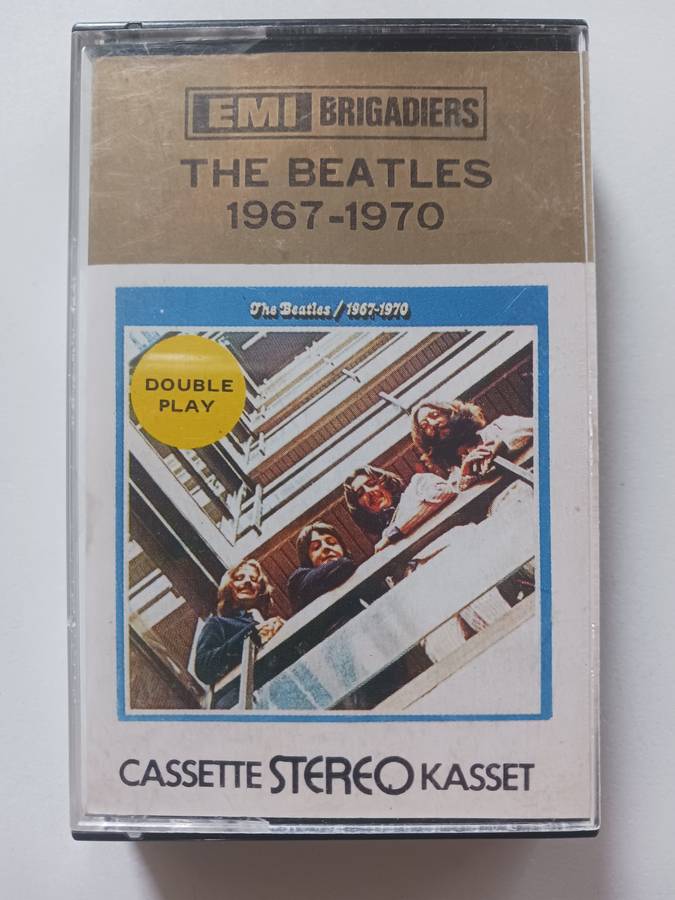 EMI BRIGADIERS
THE BEATLES
1967-1970
The Beatles / 1967-1970
DOUBLE
PLAY
CASSETTE STEREO KASSET